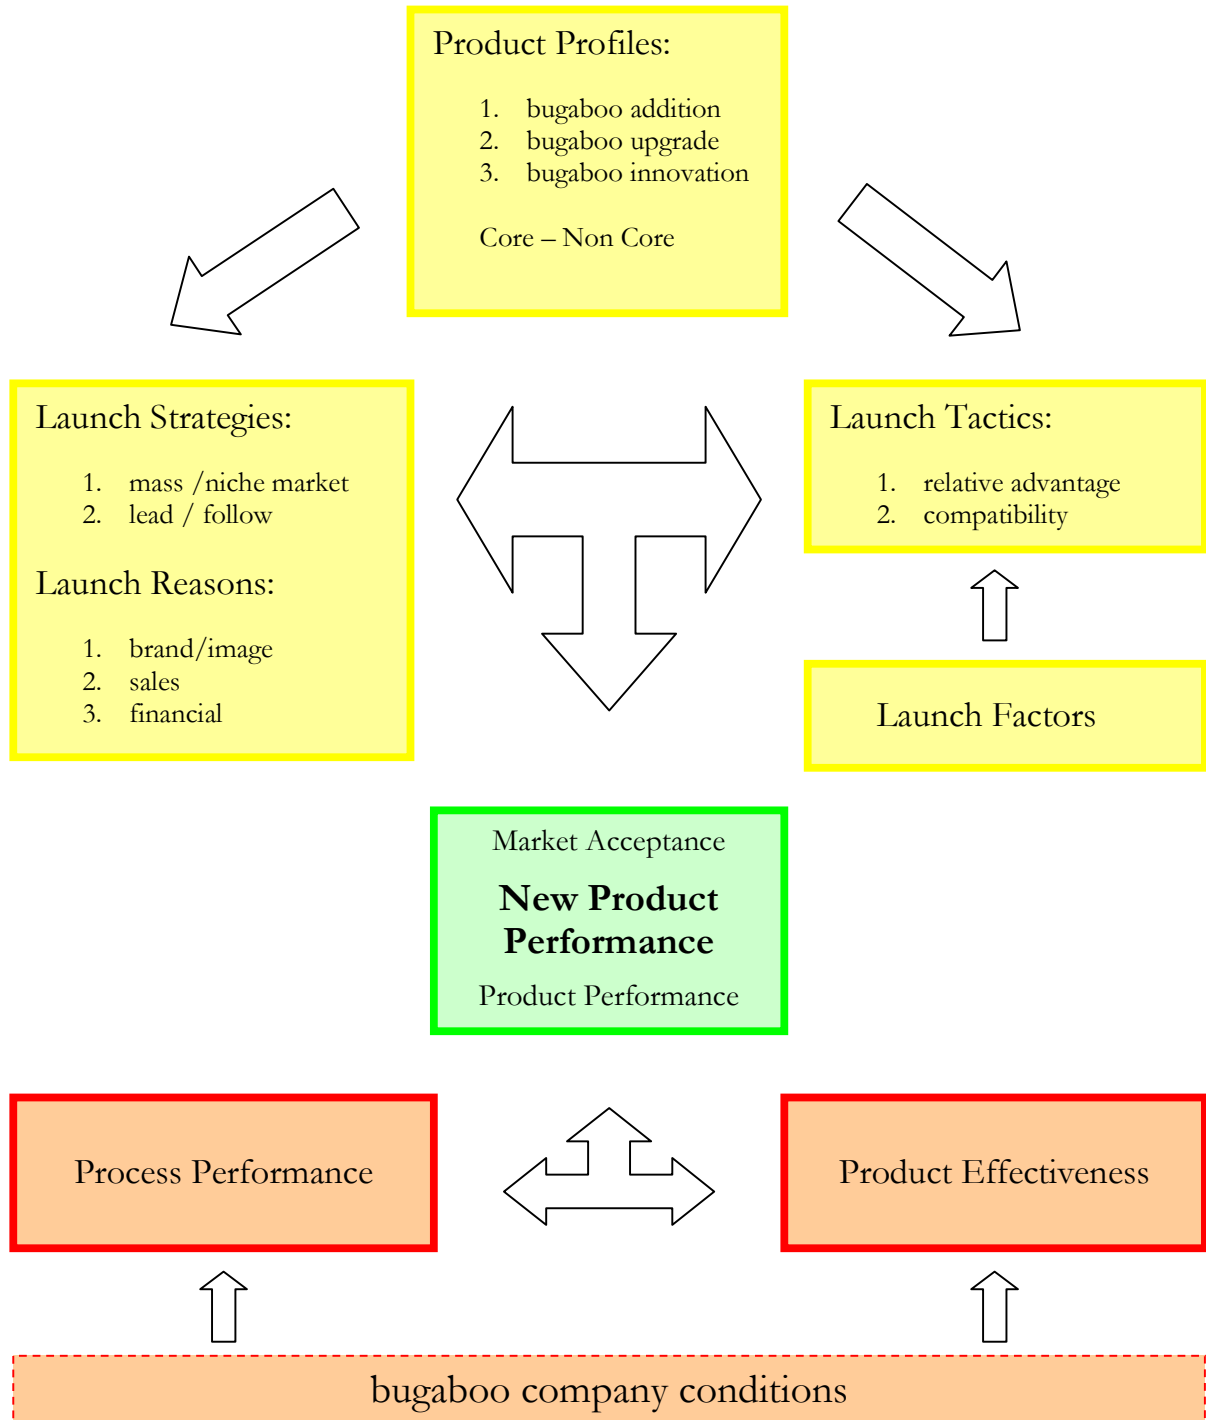 Product Profiles:
1. bugaboo addition
2. bugaboo upgrade
3. bugaboo innovation
Core – Non Core
Launch Strategies:
1. mass /niche market
2. lead / follow
Launch Reasons:
1. brand/image
2. sales
3. financial
Launch Tactics:
1. relative advantage
2. compatibility
Launch Factors
Market Acceptance
New Product
Performance
Product Performance
Process Performance
Product Effectiveness
bugaboo company conditions